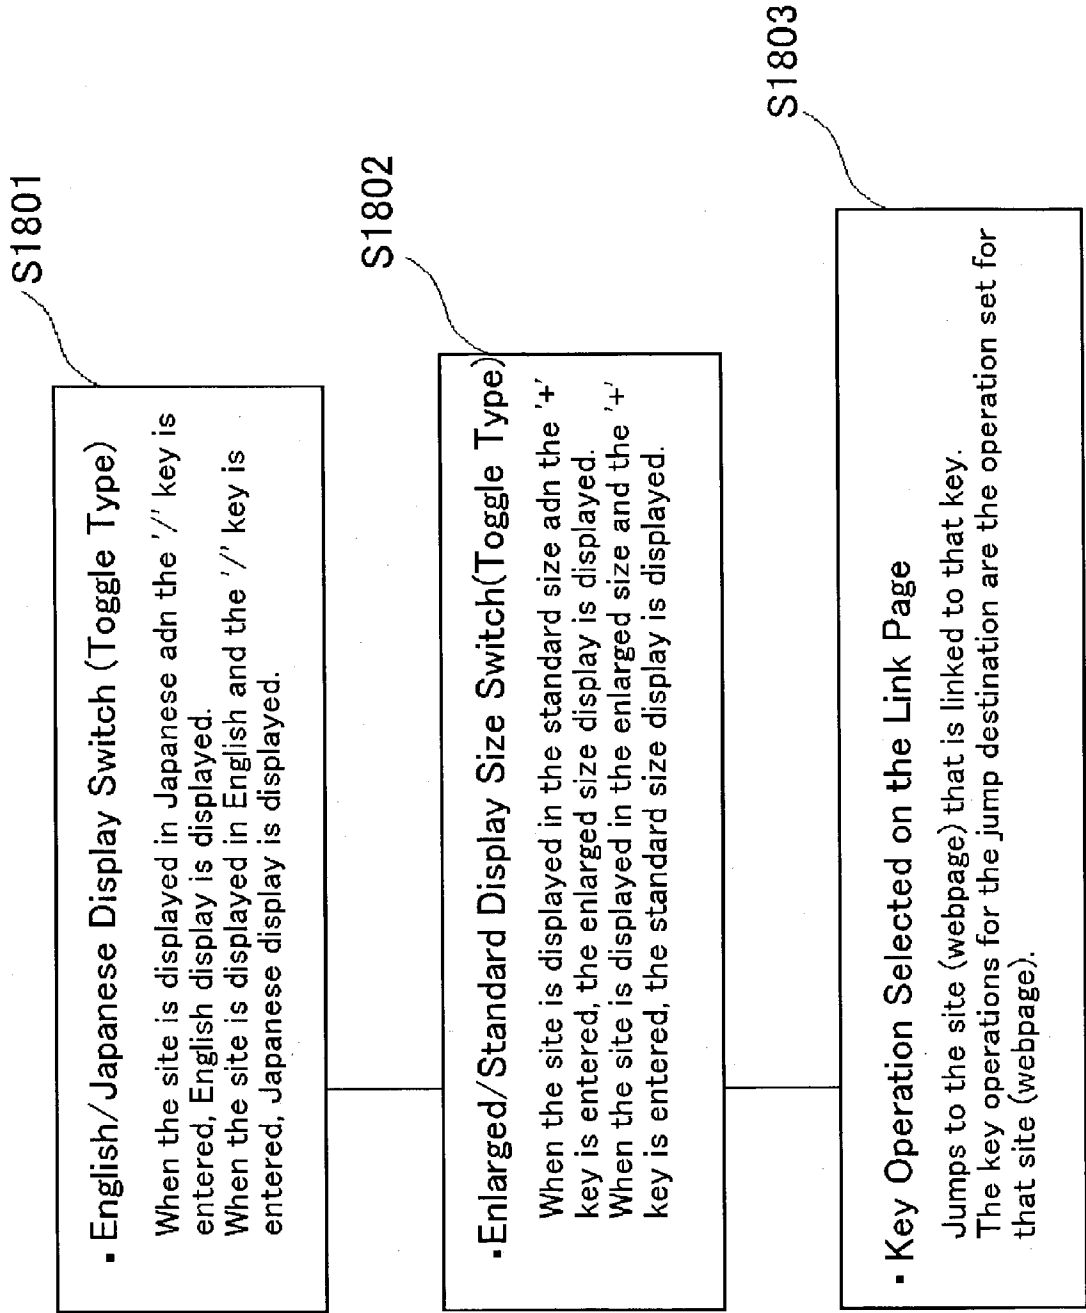 S1801
▪ English/Japanese Display Switch (Toggle Type)
When the site is displayed in Japanese adn the '/' key is
entered, English display is displayed.
When the site is displayed in English and the '/' key is
entered, Japanese display is displayed.
S1802
▪Enlarged/Standard Display Size Switch(Toggle Type)
When the site is displayed in the standard size adn the '+'
key is entered, the enlarged size display is displayed.
When the site is displayed in the enlarged size and the '+'
key is entered, the standard size display is displayed.
S1803
▪ Key Operation Selected on the Link Page
Jumps to the site (webpage) that is linked to that key.
The key operations for the jump destination are the operation set for
that site (webpage).